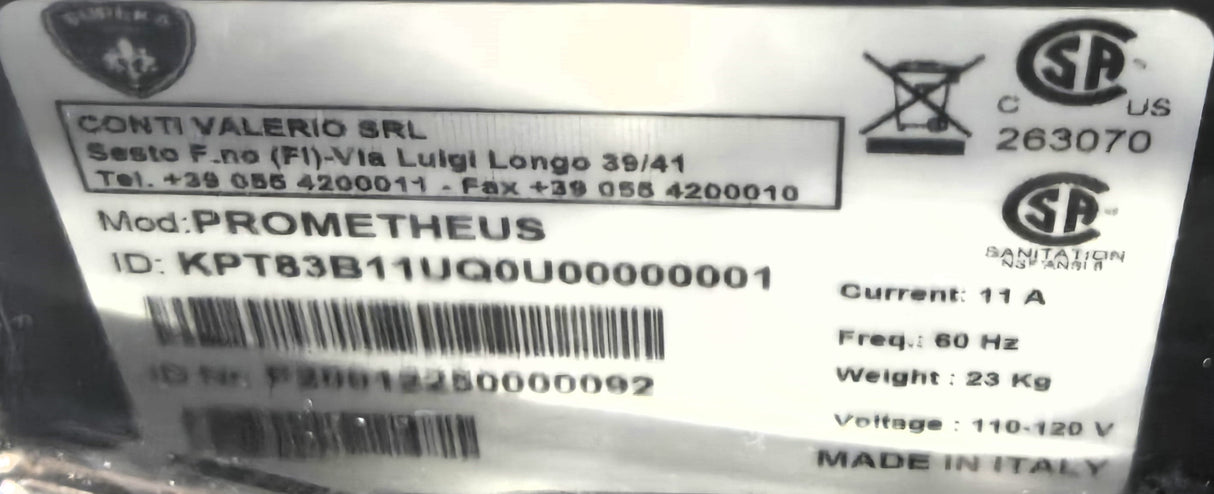 EUREKA
CONTI VALERIO SRL
Sesto F.no (FI)-Via Luigi Longo 39/41
Tel. +39 055 4200011 - Fax +39 055 4200010
Mod:PROMETHEUS
ID: KPT83B11UQ0U00000001
ID Nr.
C US
263070
SANITATION
Current: 11 A
Freq.: 60 Hz
Weight : 23 Kg
Voltage : 110-120 V
MADE IN ITALY